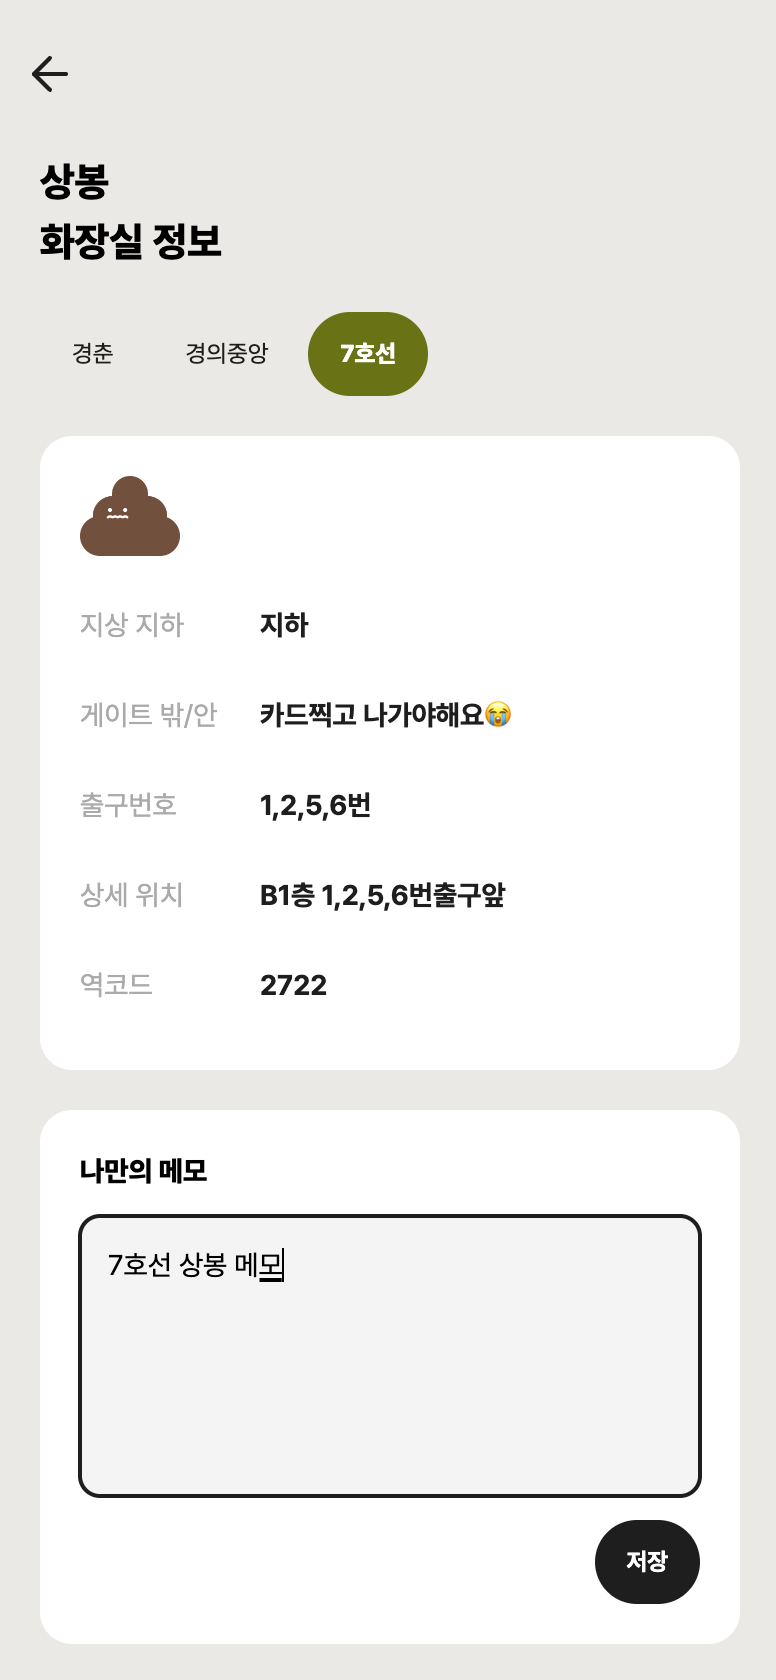 상봉
화장실 정보
경춘 경의중앙 7호선
지상 지하 지하
게이트 밖/안 카드찍고 나가야해요😭
출구번호 1,2,5,6번
상세 위치 B1층 1,2,5,6번출구앞
역코드 2722
나만의 메모
7호선 상봉 메모
저장